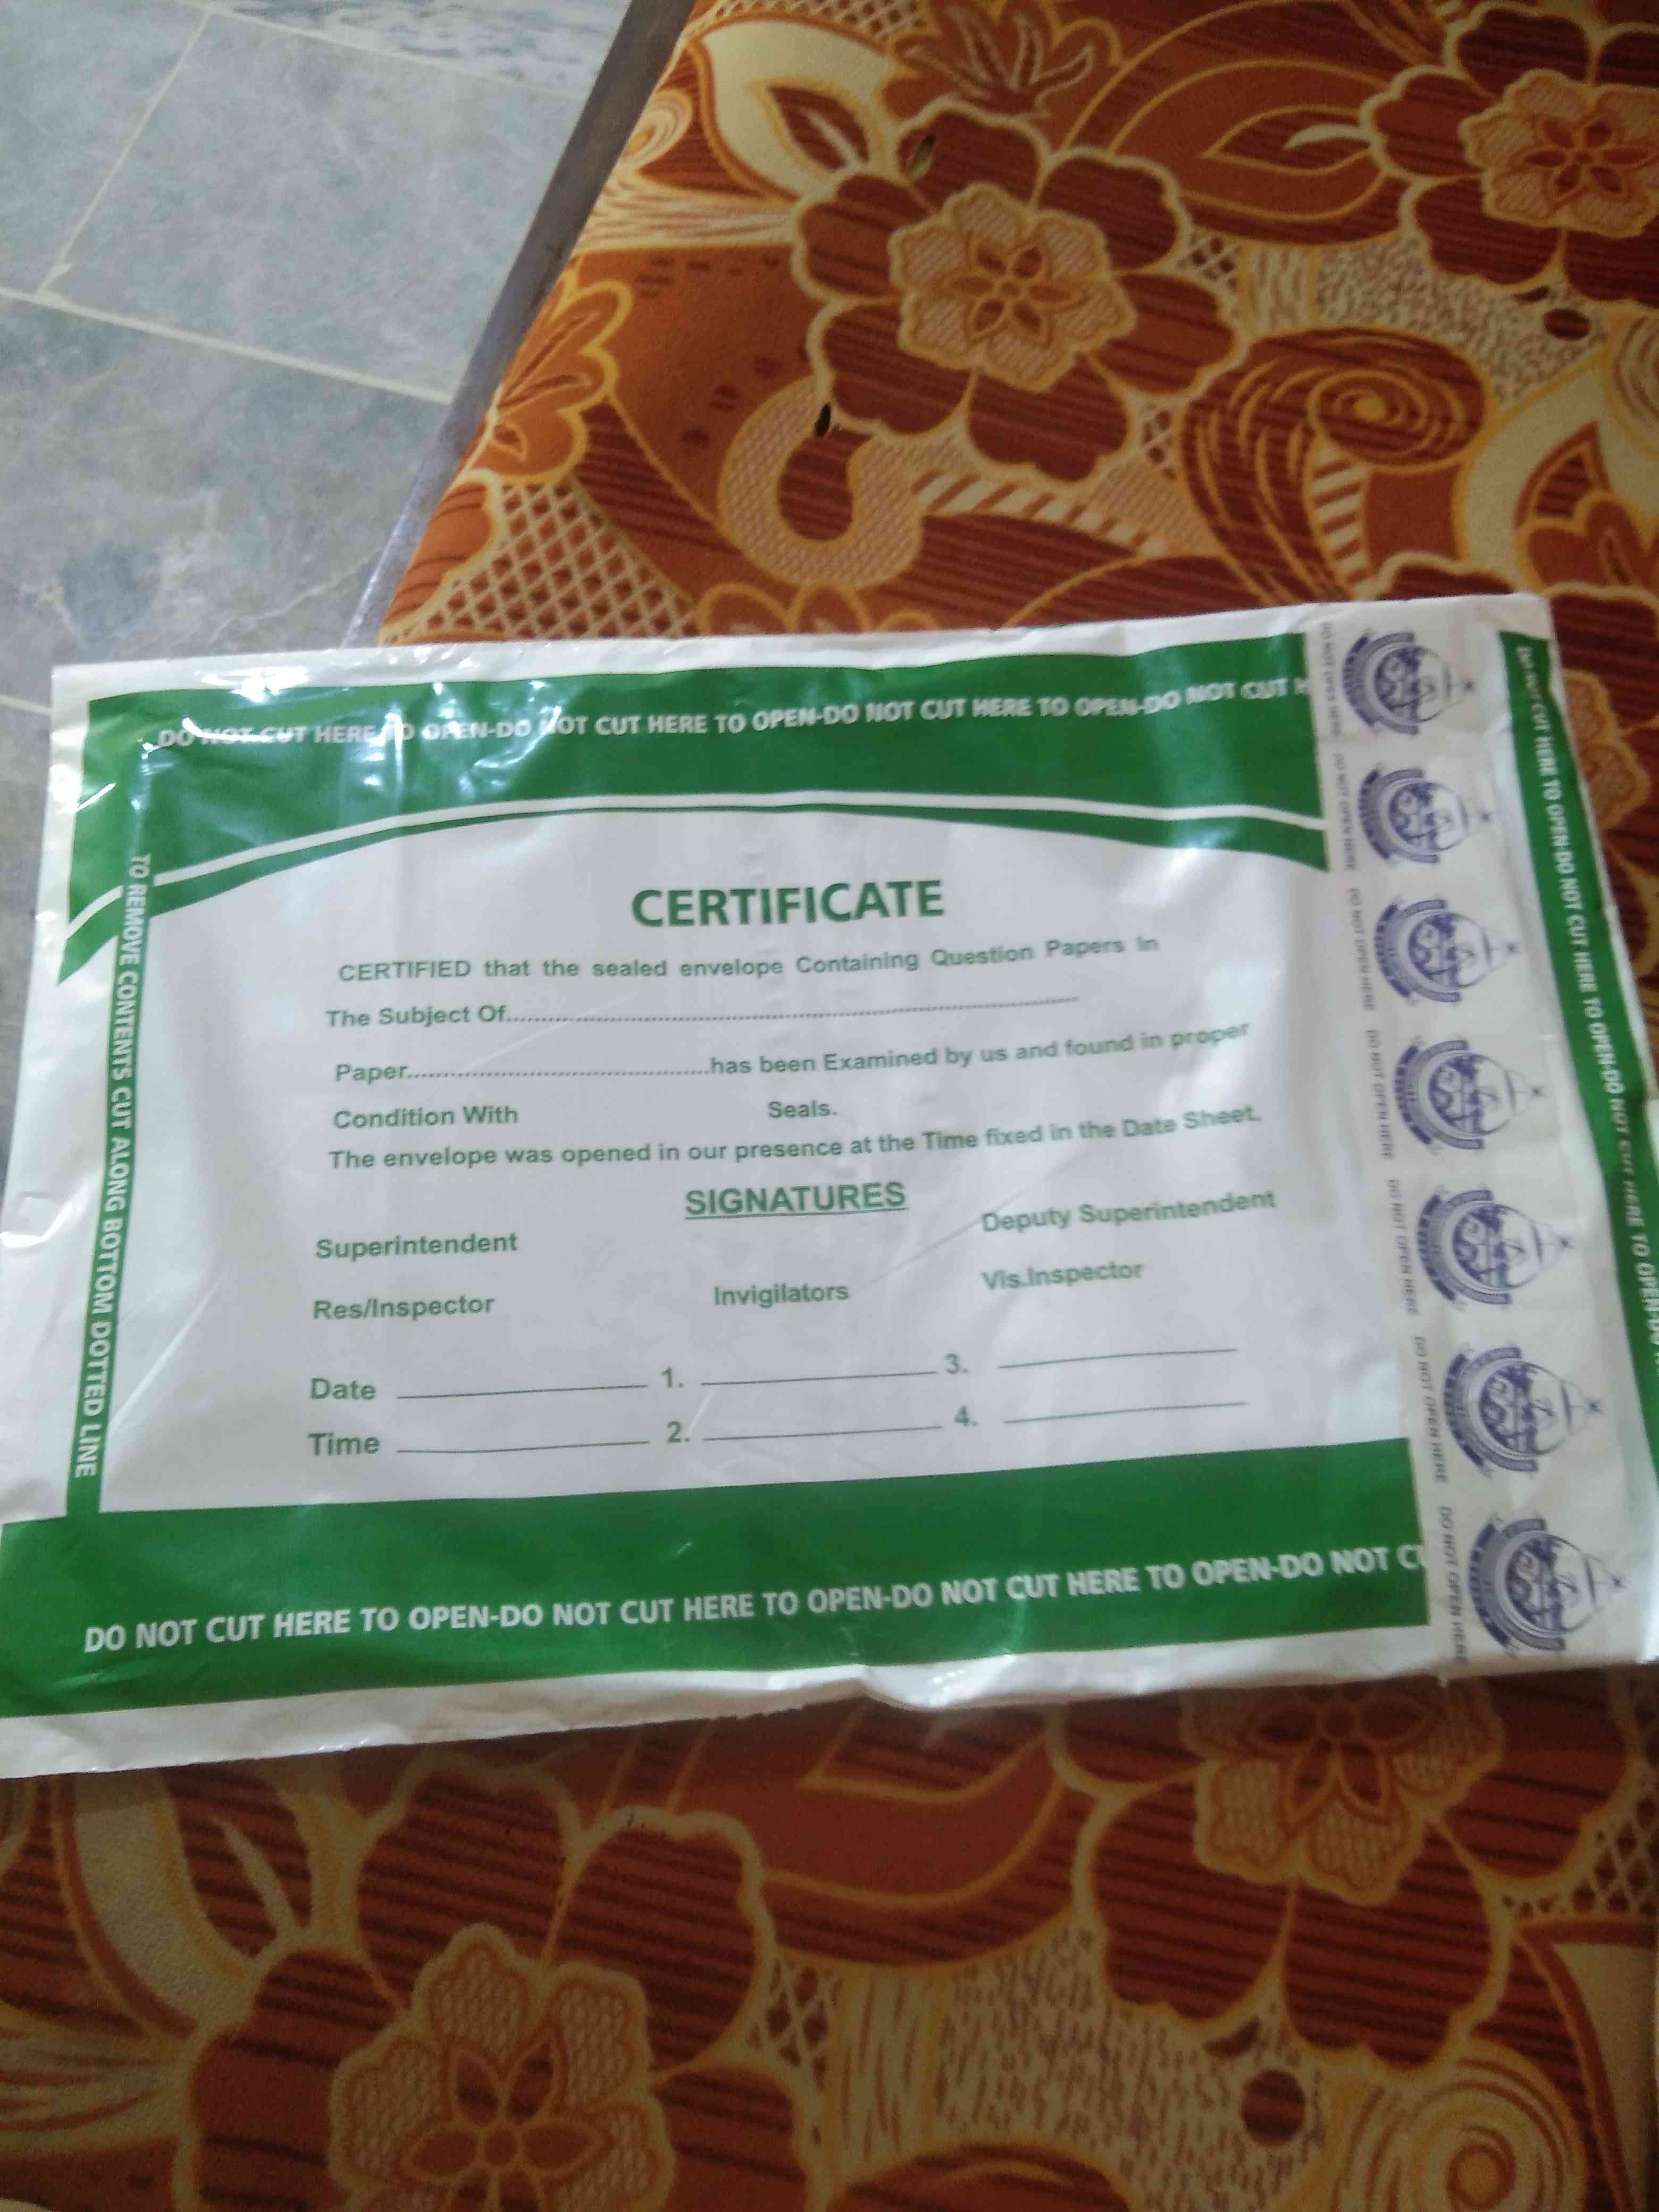 DO NOT CUT HERE TO OPEN-DO NOT CUT HERE TO OPEN-DO NOT CUT HERE TO OPEN-DO NOT CUT
TO REMOVE CONTENTS CUT ALONG BOTTOM DOTTED LINE
CERTIFICATE
CERTIFIED that the sealed envelope Containing Question Papers In
The Subject Of................................................................................
Paper..........................................has been Examined by us and found in proper
Condition With Seals.
The envelope was opened in our presence at the Time fixed in the Date Sheet.
SIGNATURES
Superintendent Deputy Superintendent
Res/Inspector Invigilators Vis.Inspector
Date ____________ 1. ____________ 3. ____________
Time ____________ 2. ____________ 4. ____________
DO NOT CUT HERE TO OPEN-DO NOT CUT HERE TO OPEN-DO NOT CUT HERE TO OPEN-DO NOT
DO NOT OPEN HERE
DO NOT OPEN HERE
DO NOT OPEN HERE
DO NOT OPEN HERE
DO NOT OPEN HERE
DO NOT OPEN HERE
DO NOT OPEN HERE
DO NOT CUT HERE TO OPEN-DO NOT CUT HERE TO OPEN-DO NOT CUT HERE TO OPEN-DO